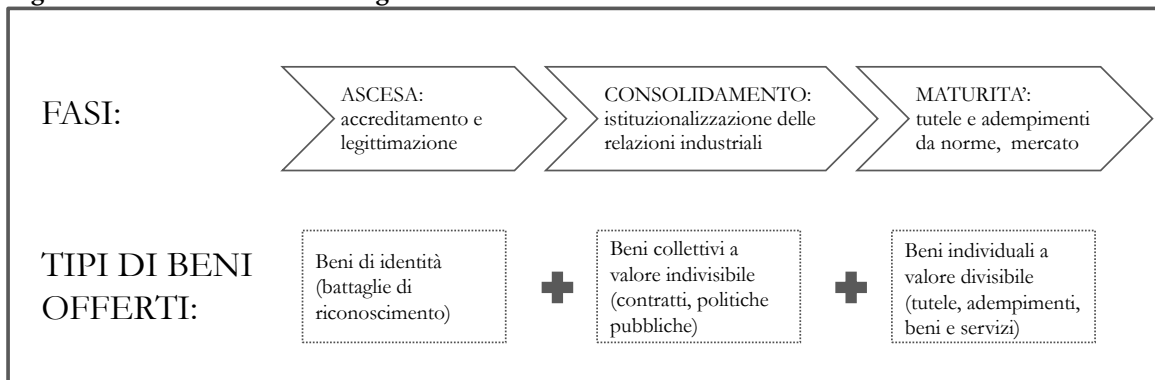 FASI:
ASCESA:
accreditamento e
legittimazione
CONSOLIDAMENTO:
istituzionalizzazione delle
relazioni industriali
MATURITA':
tutele e adempimenti
da norme, mercato
TIPI DI BENI
OFFERTI:
Beni di identità
(battaglie di
riconoscimento)
Beni collettivi a
valore indivisibile
(contratti, politiche
pubbliche)
Beni individuali a
valore divisibile
(tutele, adempimenti,
beni e servizi)